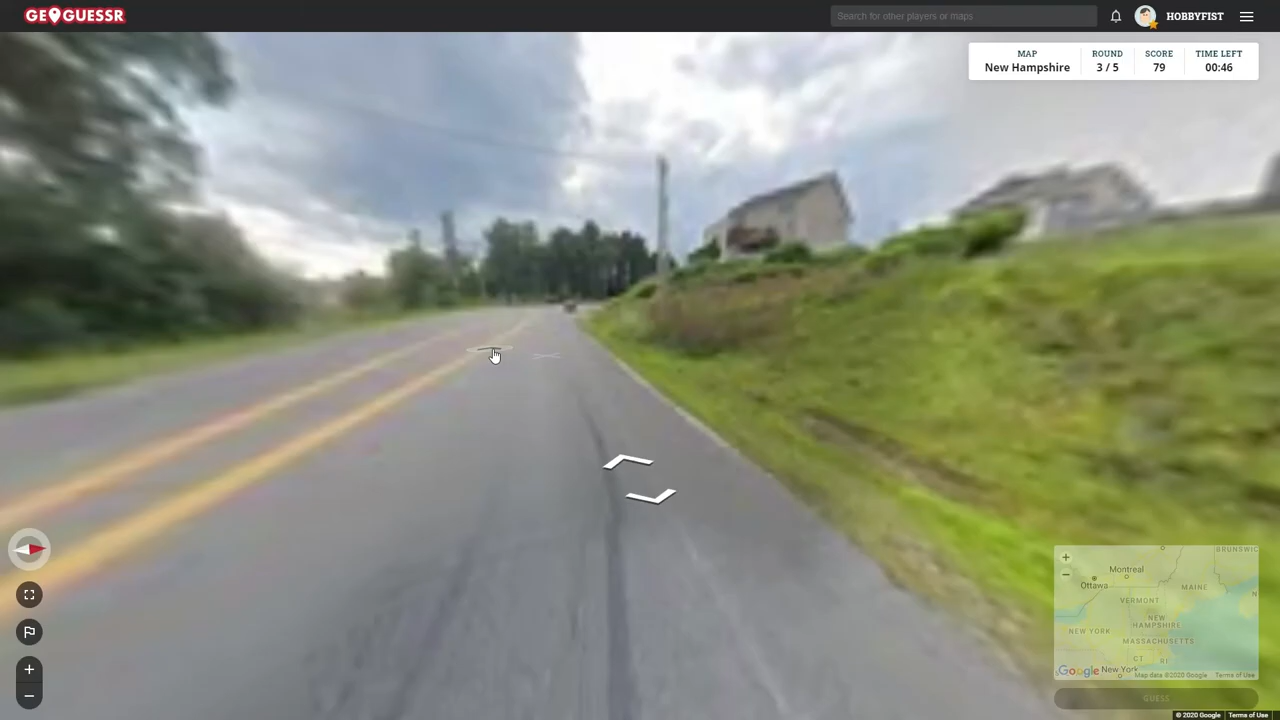 GEOGUESSR
Search for other players or maps
HOBBYFIST
MAP
New Hampshire
ROUND
3 / 5
SCORE
79
TIME LEFT
00:46
BRUNSWIC
Montreal
Ottawa
MAINE
VERMONT
N
NEW
HAMPSHIRE
NEW YORK
MASSACHUSETTS
CT
RI
Google
New York
Map data ©2020 Google
Terms of Use
GUESS
© 2020 Google
Terms of Use